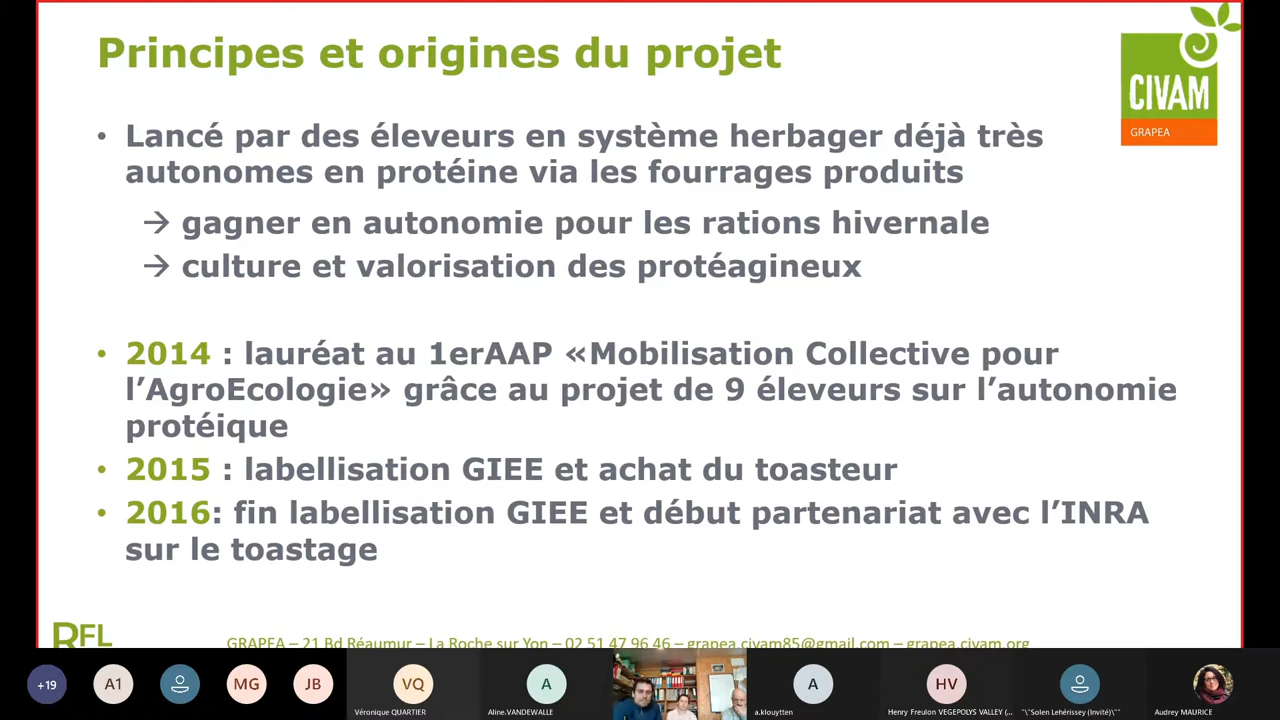 Principes et origines du projet
CIVAM
GRAPEA
• Lancé par des éleveurs en système herbager déjà très
autonomes en protéine via les fourrages produits
→ gagner en autonomie pour les rations hivernale
→ culture et valorisation des protéagineux
• 2014 : lauréat au 1erAAP «Mobilisation Collective pour
l’AgroEcologie» grâce au projet de 9 éleveurs sur l’autonomie
protéique
• 2015 : labellisation GIEE et achat du toasteur
• 2016: fin labellisation GIEE et début partenariat avec l’INRA
sur le toastage
RFL
GRAPEA – 21 Bd Réaumur – La Roche sur Yon – 02 51 47 96 46 – grapea.civam85@gmail.com – grapea.civam.org
+19
A1
MG
JB
VQ
A
A
HV
Véronique QUARTIER
Aline.VANDEWALLE
a.klouytten
Henry Freulon VEGEPOLYS VALLEY (...
"\"Solen Lehérissey (Invité)\""
Audrey MAURICE